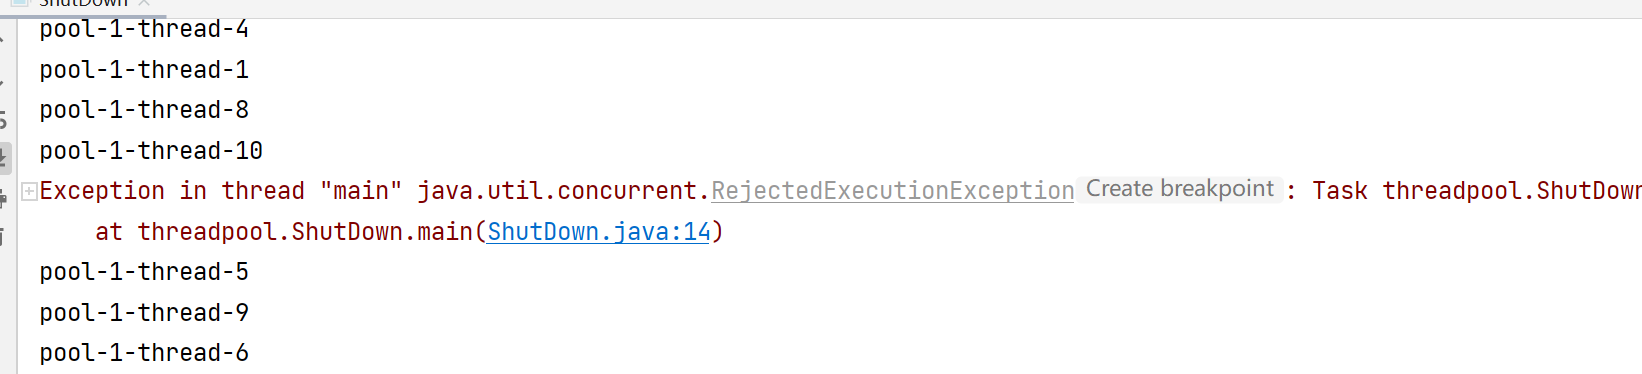 ShutDown
pool-1-thread-4
pool-1-thread-1
pool-1-thread-8
pool-1-thread-10
Exception in thread "main" java.util.concurrent.RejectedExecutionException Create breakpoint : Task threadpool.ShutDown
at threadpool.ShutDown.main(ShutDown.java:14)
pool-1-thread-5
pool-1-thread-9
pool-1-thread-6